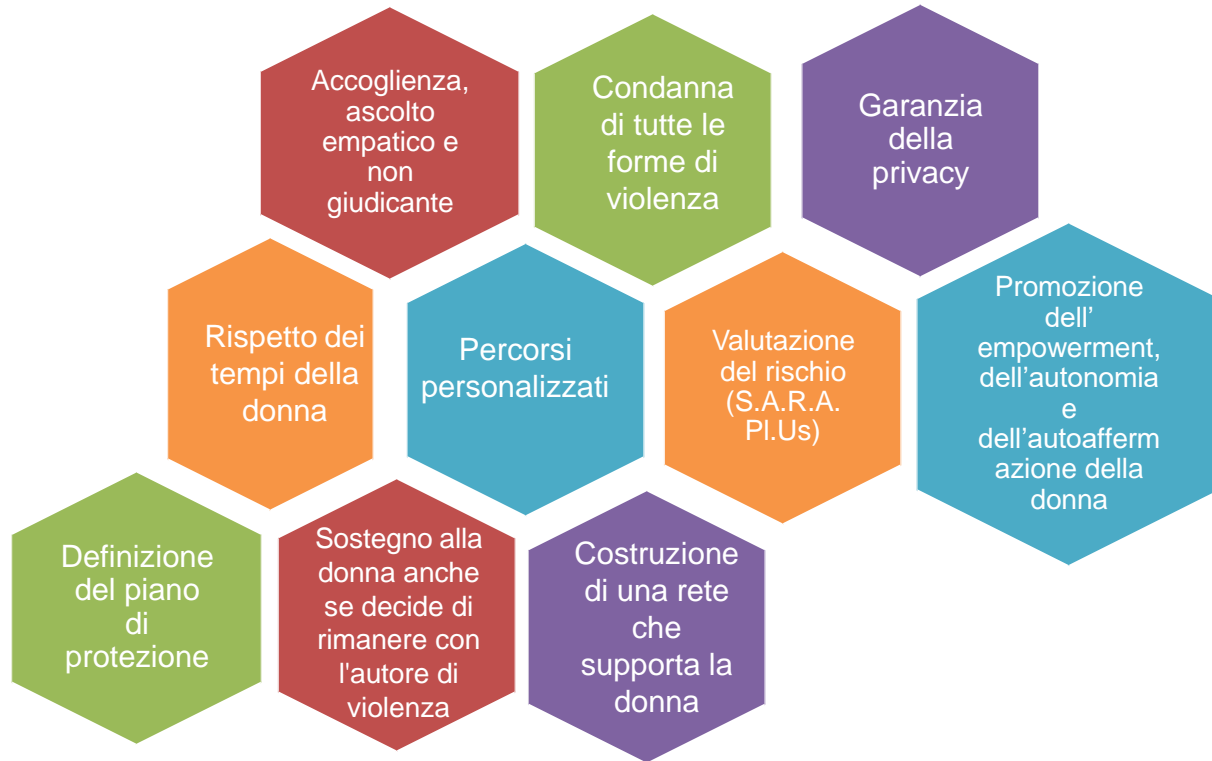 Accoglienza,
ascolto
empatico e
non
giudicante
Condanna
di tutte le
forme di
violenza
Garanzia
della
privacy
Rispetto dei
tempi della
donna
Percorsi
personalizzati
Valutazione
del rischio
(S.A.R.A.
Pl.Us)
Promozione
dell’
empowerment,
dell’autonomia
e
dell’autoafferm
azione della
donna
Definizione
del piano
di
protezione
Sostegno alla
donna anche
se decide di
rimanere con
l'autore di
violenza
Costruzione
di una rete
che
supporta la
donna